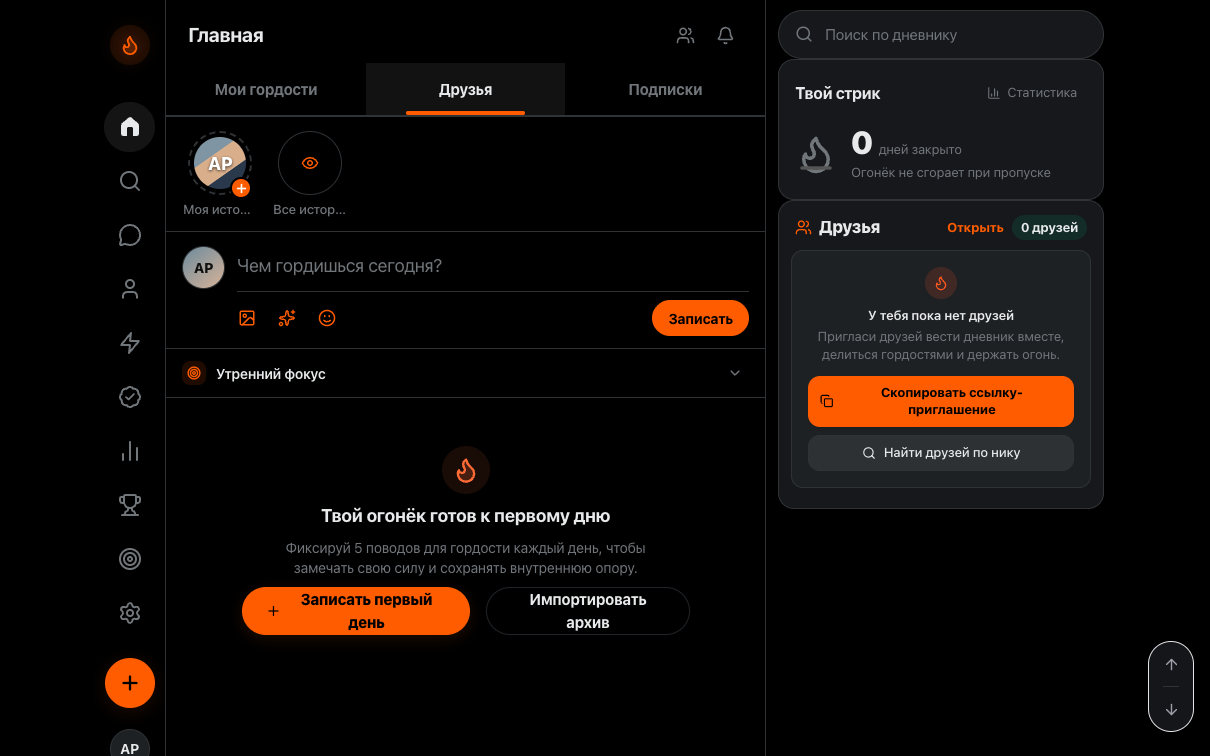 Главная
Мои гордости
Друзья
Подписки
AP
Моя исто...
Все истор...
AP
Чем гордишься сегодня?
Записать
Утренний фокус
Твой огонёк готов к первому дню
Фиксируй 5 поводов для гордости каждый день, чтобы
замечать свою силу и сохранять внутреннюю опору.
Записать первый
день
Импортировать
архив
AP
Поиск по дневнику
Твой стрик
Статистика
0 дней закрыто
Огонёк не сгорает при пропуске
Друзья
Открыть
0 друзей
У тебя пока нет друзей
Пригласи друзей вести дневник вместе,
делиться гордостями и держать огонь.
Скопировать ссылку-
приглашение
Найти друзей по нику